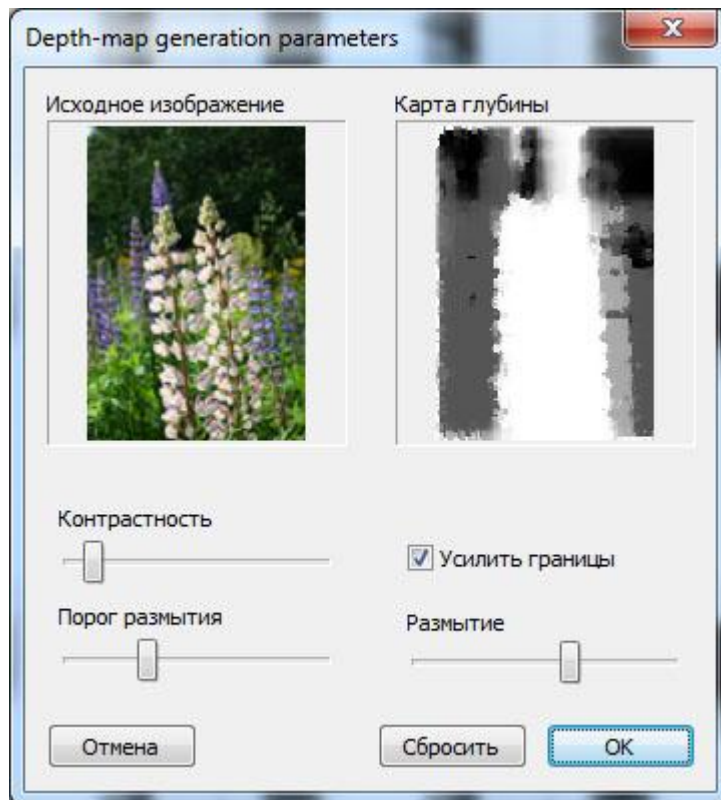 Depth-map generation parameters
Исходное изображение
Карта глубины
Контрастность
Усилить границы
Порог размытия
Размытие
Отмена
Сбросить
OK